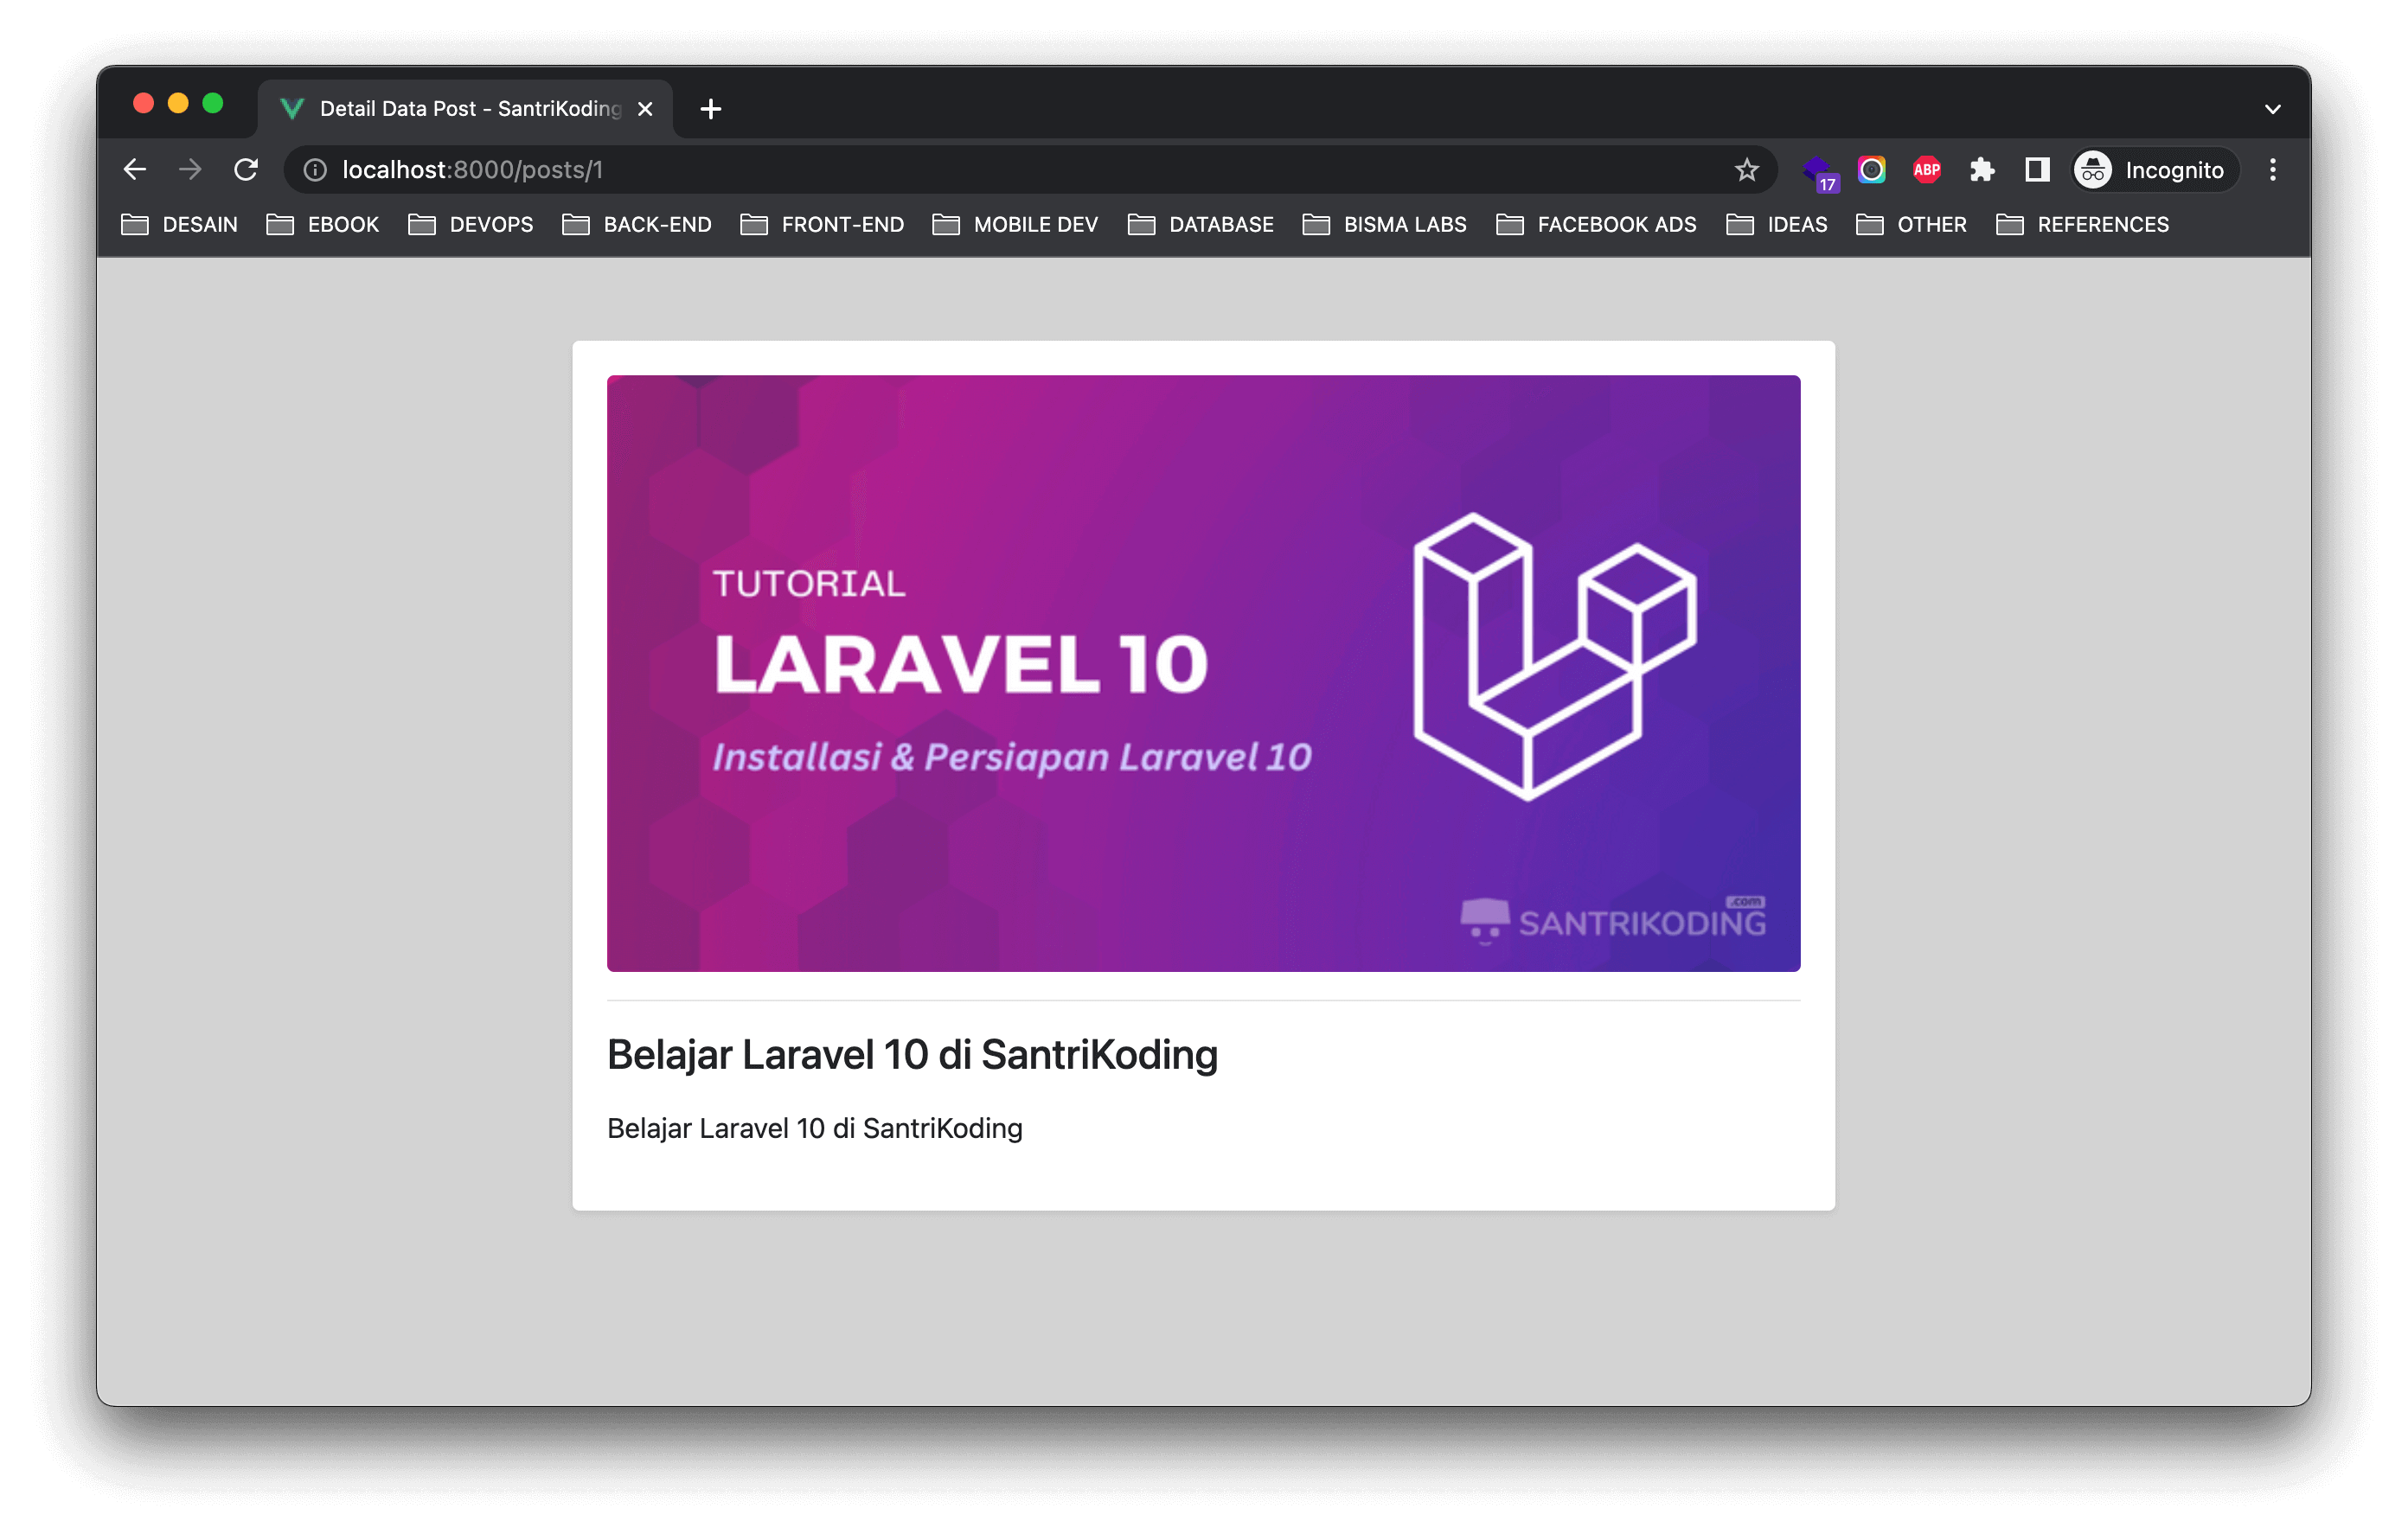 Detail Data Post - SantriKoding
localhost:8000/posts/1
17
ABP
Incognito
DESAIN EBOOK DEVOPS BACK-END FRONT-END MOBILE DEV DATABASE BISMA LABS FACEBOOK ADS IDEAS OTHER REFERENCES
TUTORIAL
LARAVEL 10
Installasi & Persiapan Laravel 10
.com
SANTRIKODING
Belajar Laravel 10 di SantriKoding
Belajar Laravel 10 di SantriKoding